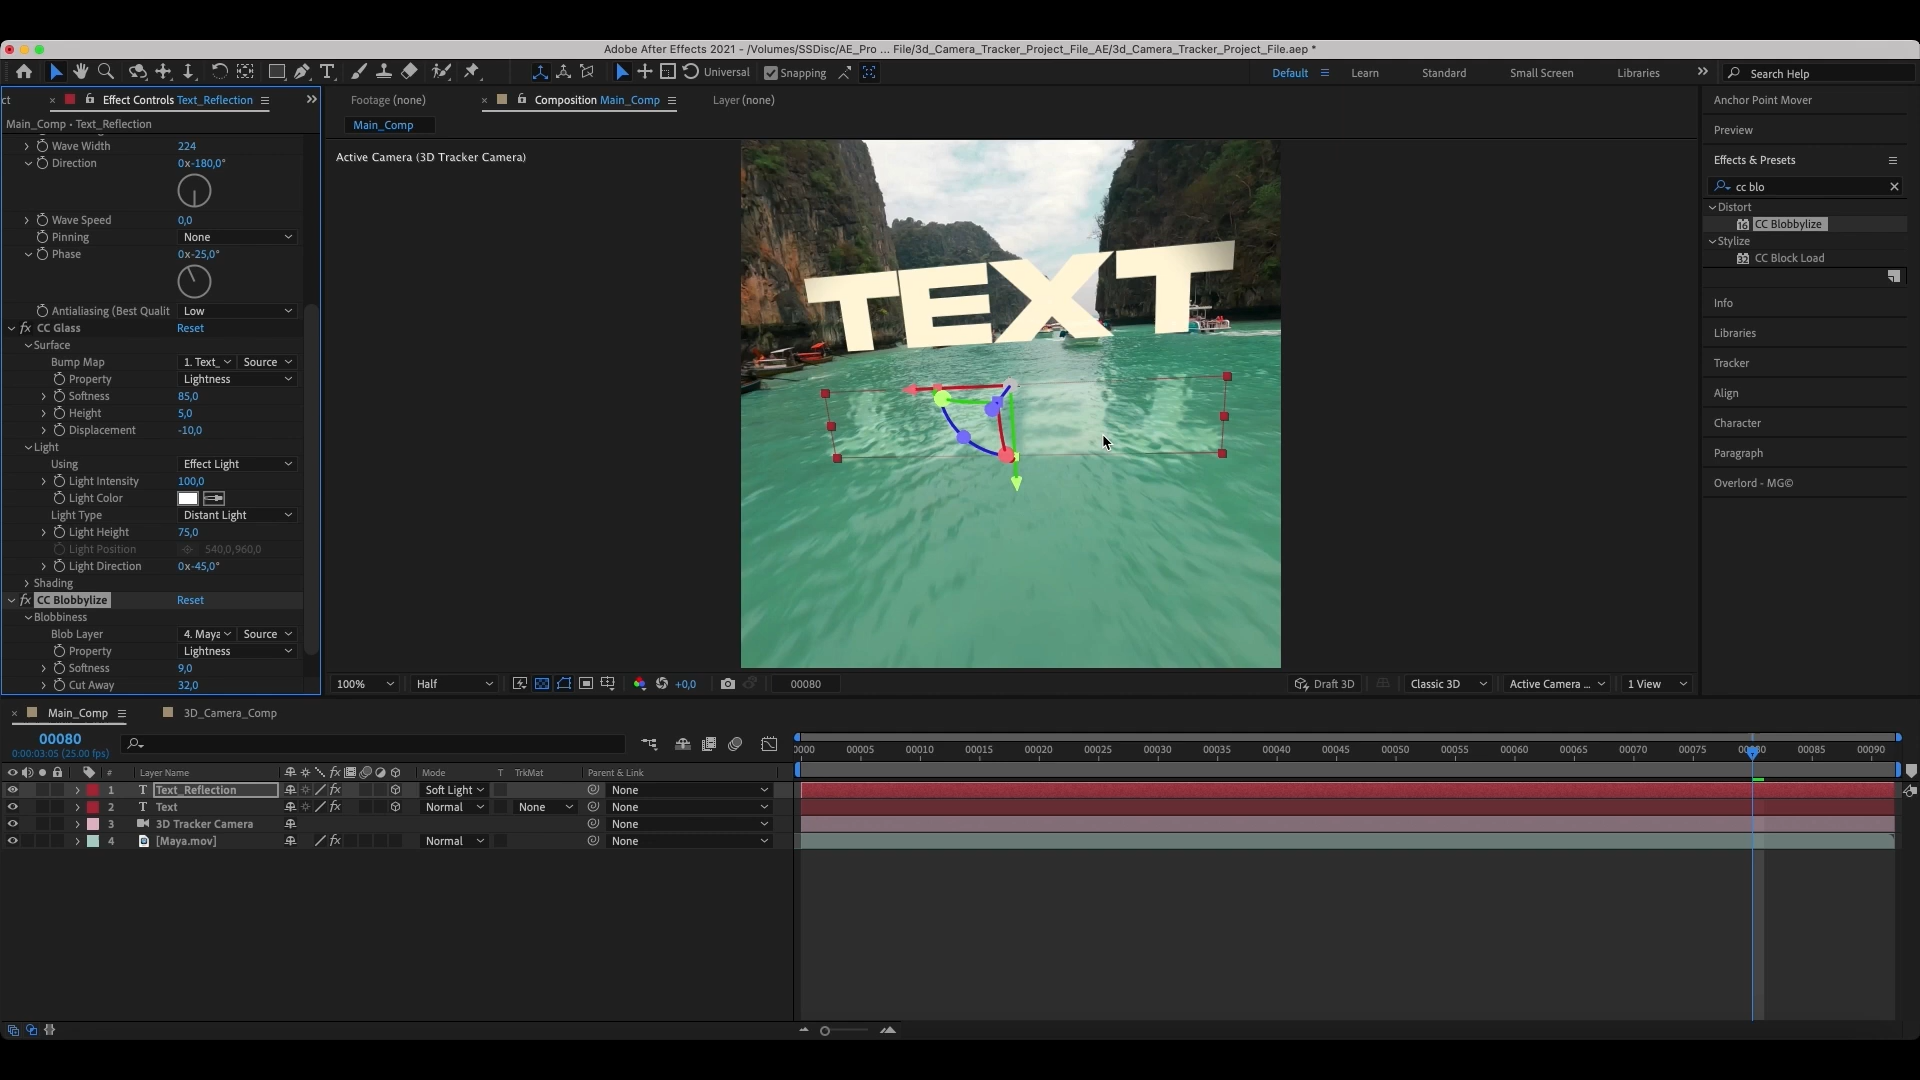 Adobe After Effects 2021 - /Volumes/SSDisc/AE_Pro ... File/3d_Camera_Tracker_Project_File_AE/3d_Camera_Tracker_Project_File.aep *
Universal
Snapping
Default
Learn
Standard
Small Screen
Libraries
Search Help
ct
Effect Controls Text_Reflection
Main_Comp • Text_Reflection
Wave Width 224
Direction 0x-180,0°
Wave Speed 0,0
Pinning None
Phase 0x-25,0°
Antialiasing (Best Qualit Low
fx CC Glass Reset
Surface
Bump Map 1. Text_ Source
Property Lightness
Softness 85,0
Height 5,0
Displacement -10,0
Light
Using Effect Light
Light Intensity 100,0
Light Color
Light Type Distant Light
Light Height 75,0
Light Position 540,0,960,0
Light Direction 0x-45,0°
Shading
fx CC Blobbylize Reset
Blobbiness
Blob Layer 4. Maya Source
Property Lightness
Softness 9,0
Cut Away 32,0
Footage (none)
Composition Main_Comp
Layer (none)
Main_Comp
Active Camera (3D Tracker Camera)
TEXT
100%
Half
+0,0
00080
Draft 3D
Classic 3D
Active Camera ...
1 View
Anchor Point Mover
Preview
Effects & Presets
cc blo
Distort
16 CC Blobbylize
Stylize
32 CC Block Load
Info
Libraries
Tracker
Align
Character
Paragraph
Overlord - MG©
Main_Comp
3D_Camera_Comp
00080
0:00:03:05 (25.00 fps)
0000 00005 00010 00015 00020 00025 00030 00035 00040 00045 00050 00055 00060 00065 00070 00075 00080 00085 00090
# Layer Name fx Mode T TrkMat Parent & Link
1 T Text_Reflection fx Soft Light None
2 T Text fx Normal None None
3 3D Tracker Camera None
4 [Maya.mov] fx Normal None